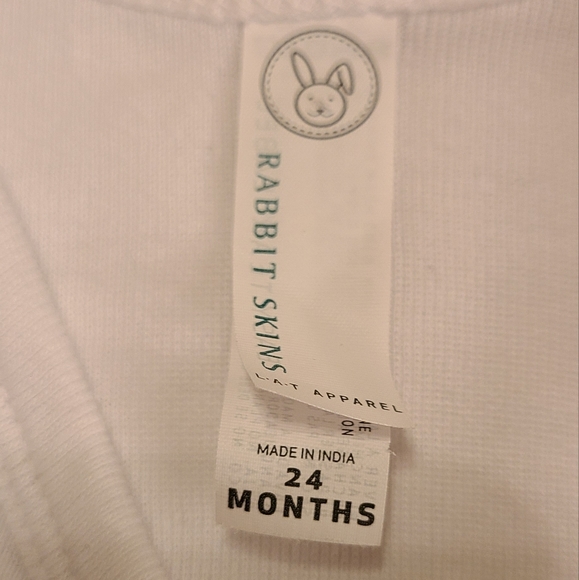 RABBIT SKINS
L·A·T APPAREL
MADE IN INDIA
24
MONTHS